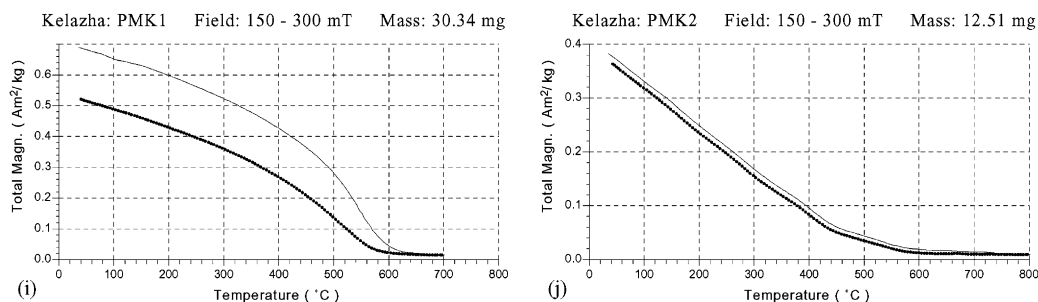 Kelazha: PMK1 Field: 150 - 300 mT Mass: 30.34 mg
Total Magn. ( Am²/ kg)
0.6
0.5
0.4
0.3
0.2
0.1
0.0
0 100 200 300 400 500 600 700 800
Temperature ( °C)
(i)
Kelazha: PMK2 Field: 150 - 300 mT Mass: 12.51 mg
Total Magn. ( Am²/ kg)
0.4
0.3
0.2
0.1
0.0
0 100 200 300 400 500 600 700 800
Temperature ( °C)
(j)